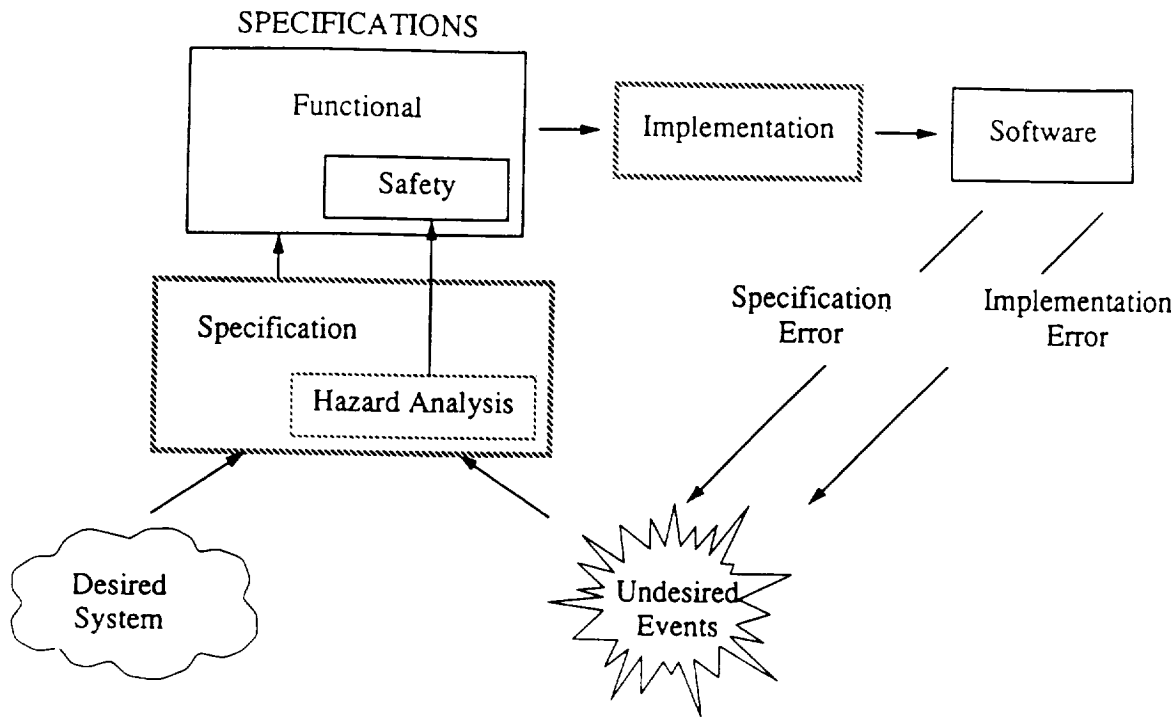 SPECIFICATIONS
Functional
Safety
Implementation
Software
Specification
Hazard Analysis
Specification
Error
Implementation
Error
Desired
System
Undesired
Events